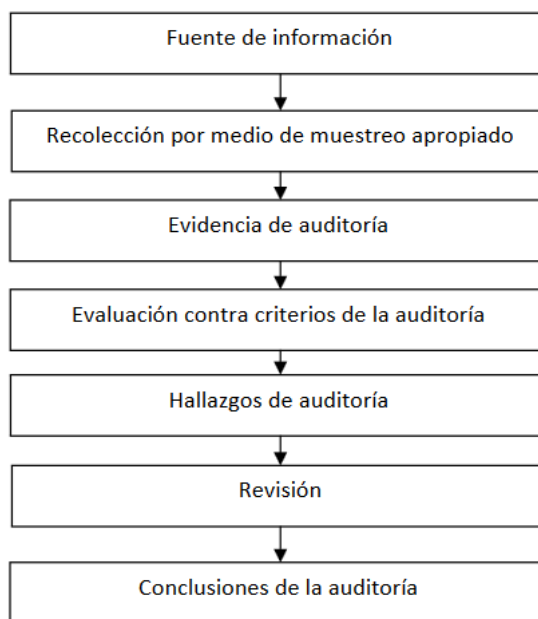 Fuente de información
Recolección por medio de muestreo apropiado
Evidencia de auditoría
Evaluación contra criterios de la auditoría
Hallazgos de auditoría
Revisión
Conclusiones de la auditoría